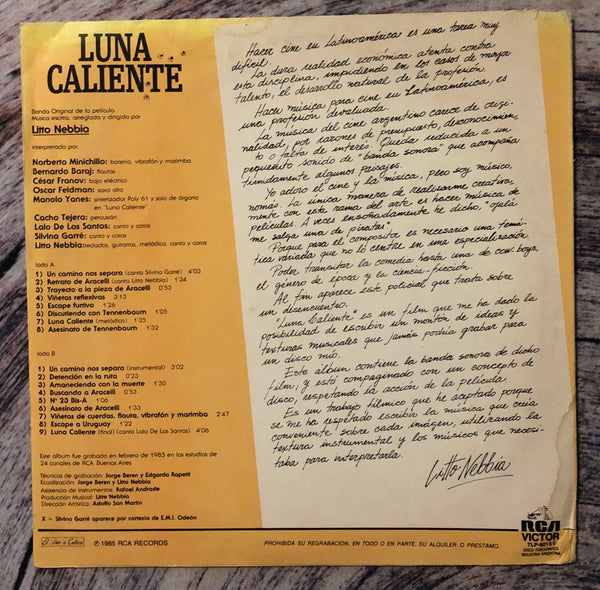 LUNA
CALIENTE...
Banda Original de la película.
Música escrita, arreglada y dirigida por
Litto Nebbia
interpretada por:
Norberto Minichillo: batería, vibrafón y marimba
Bernardo Baraj: flautas
César Franov: bajo eléctrico
Oscar Feldman: saxo alto
Manolo Yanes: sintetizador Poly 61 y solo de órgano
en "Luna Caliente".
Cacho Tejera: percusión
Lalo De Los Santos: canto y coros
Silvina Garré: canto y coros
Litto Nebbia: teclados, guitarras, melódica, canto y coros
lado A
1) Un camino nos separa (canta Silvina Garré) 4'03
2) Retrato de Aracelli (canta Litto Nebbia) 3'04
3) Trayecto a la pieza de Aracelli 0'53
4) Viñetas reflexivas 4'01
5) Escape furtivo 1'26
6) Discutiendo con Tennenbaum 5'01
7) Luna Caliente (melódica) 1'35
8) Asesinato de Tennenbaum 1'32
lado B
1) Un camino nos separa (instrumental) 3'02
2) Detención en la ruta 0'50
3) Amaneciendo con la muerte 1'30
4) Buscando a Aracelli 0'50
5) Nº 23 Bis-A 1'06
6) Asesinato de Aracelli 0'51
7) Viñetas de cuerdas, flauta, vibrafón y marimba 2'47
8) Escape a Uruguay 1'52
9) Luna Caliente (final) (canta Lalo De Los Santos) 4'06
Este album fue grabado en febrero de 1985 en los estudios de
24 canales de RCA Buenos Aires
Técnicos de grabación: Jorge Beren y Edgardo Rapetti
Ecualización: Jorge Beren y Litto Nebbia
Asistencia de instrumentos: Rafael Andrade
Producción Musical: Litto Nebbia
Dirección Artística: Adolfo San Martín
X = Silvina Garré aparece por cortesía de E.M.I. Odeón
El Disco es Cultura
℗ 1985 RCA RECORDS
Hacer cine en Latinoamérica es una tarea muy
difícil.
La dura realidad económica atenta contra
esta disciplina, impudiendo en los casos de mayor
talento, el desarrollo natural de la profesión.
Hacer música para cine en Latinoamérica, es
una profesión devaluada.
La música del cine argentino carece de origi-
nalidad, por razones de presupuesto, desconocimien-
to o falta de interés. Queda reducida a un
pequeñito sonido de "banda sonora" que acompaña
tímidamente algunos paisajes.
Yo adoro el cine y la música, pero soy músico,
nomás. La única manera de realizarme creativa-
mente con esta rama del arte es hacer música de
películas. A veces ensoñadamente he dicho, "ojalá
me salga una de piratas".
Porque para el compositor es necesario una temá-
tica variada que no lo centre en una especialización.
Poder transitar la comedia hasta una de cow-boys,
el género de época y la ciencia-ficción.
Al fin aparece este policial que trata sobre
un desencuentro.
"Luna Caliente" es un film que me ha dado la
posibilidad de escribir un montón de ideas y
texturas musicales que jamás podría grabar para
un disco mío.
Este álbum contiene la banda sonora de dicho
Film, y está compaginado con un concepto de
disco, respetando la acción de la película
Es un trabajo fílmico que he aceptado porque
se me ha respetado escribir la música que creía
conveniente sobre cada imágen, utilizando la
textura instrumental y los músicos que necesi-
taba para interpretarla.
Litto Nebbia
PROHIBIDA SU REGRABACION, EN TODO O EN PARTE, SU ALQUILER O PRESTAMO.
RCA
VICTOR
DISCO FONOGRAFICO
INDUSTRIA ARGENTINA